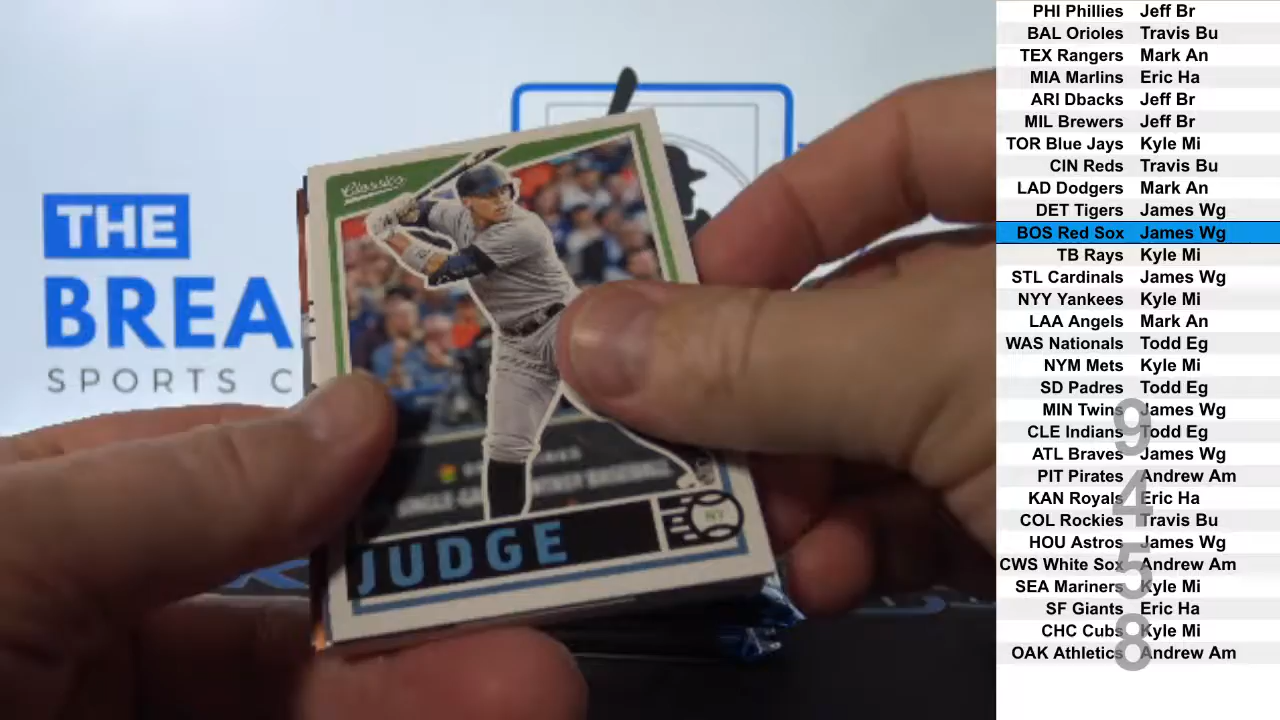 THE
BREA
SPORTS C
Classics
JUDGE
NY
PHI Phillies Jeff Br
BAL Orioles Travis Bu
TEX Rangers Mark An
MIA Marlins Eric Ha
ARI Dbacks Jeff Br
MIL Brewers Jeff Br
TOR Blue Jays Kyle Mi
CIN Reds Travis Bu
LAD Dodgers Mark An
DET Tigers James Wg
BOS Red Sox James Wg
TB Rays Kyle Mi
STL Cardinals James Wg
NYY Yankees Kyle Mi
LAA Angels Mark An
WAS Nationals Todd Eg
NYM Mets Kyle Mi
SD Padres Todd Eg
MIN Twins James Wg
CLE Indians Todd Eg
ATL Braves James Wg
PIT Pirates Andrew Am
KAN Royals Eric Ha
COL Rockies Travis Bu
HOU Astros James Wg
CWS White Sox Andrew Am
SEA Mariners Kyle Mi
SF Giants Eric Ha
CHC Cubs Kyle Mi
OAK Athletics Andrew Am
9
4
5
8